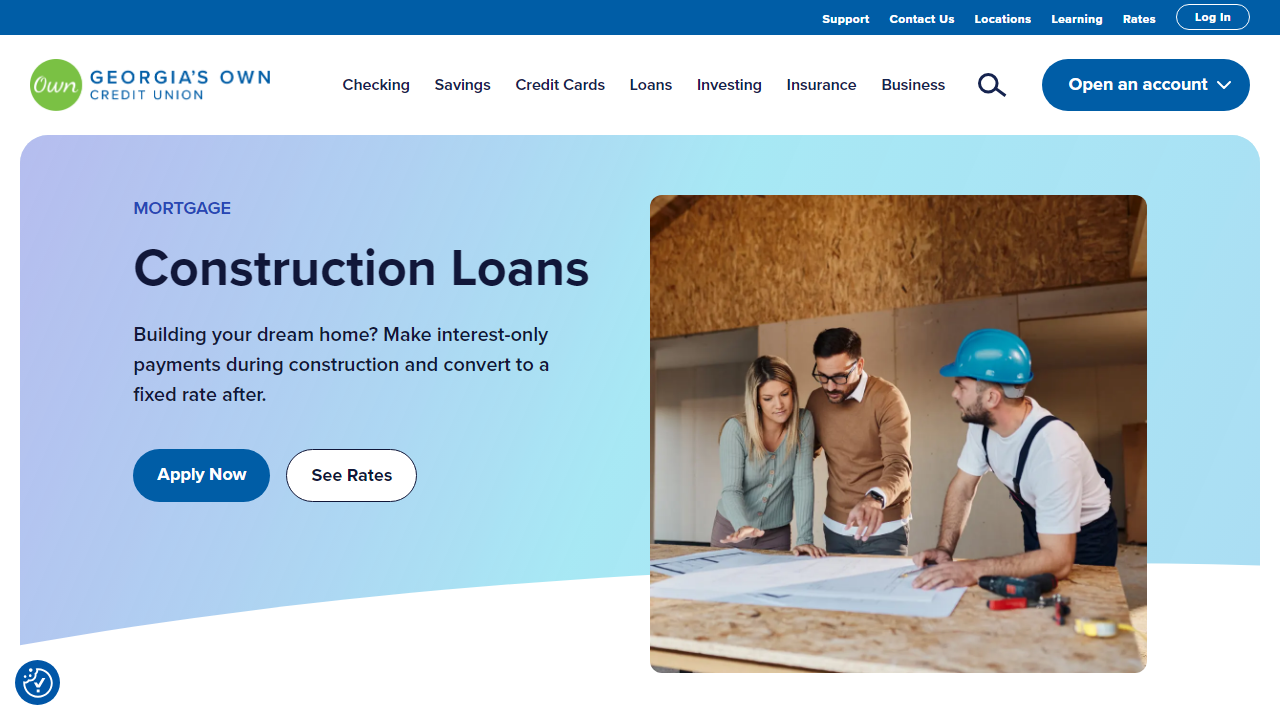 Support Contact Us Locations Learning Rates Log In
Own GEORGIA'S OWN
CREDIT UNION
Checking Savings Credit Cards Loans Investing Insurance Business Open an account
MORTGAGE
Construction Loans
Building your dream home? Make interest-only
payments during construction and convert to a
fixed rate after.
Apply Now See Rates